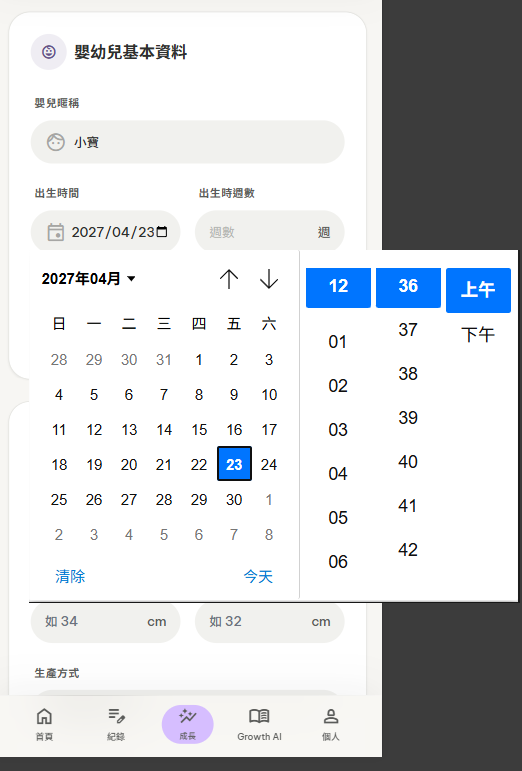 嬰幼兒基本資料
嬰兒暱稱
小寶
出生時間 出生時週數
2027/04/23 週數 週
2027年04月
日 一 二 三 四 五 六
28 29 30 31 1 2 3
4 5 6 7 8 9 10
11 12 13 14 15 16 17
18 19 20 21 22 23 24
25 26 27 28 29 30 1
2 3 4 5 6 7 8
清除 今天
12 36 上午
01 37 下午
02 38
03 39
04 40
05 41
06 42
如 34 cm 如 32 cm
生產方式
首頁 紀錄 成長 Growth AI 個人